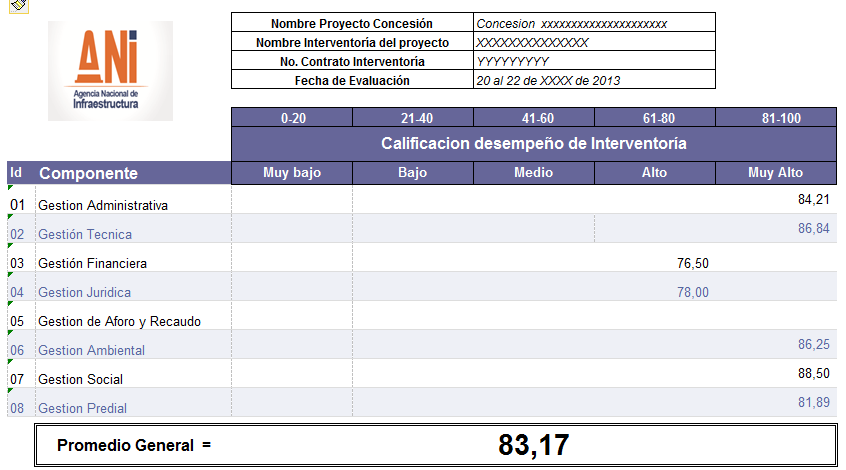 ANi
Agencia Nacional de
Infraestructura
Nombre Proyecto Concesión Concesion xxxxxxxxxxxxxxxxxxxxx
Nombre Interventoría del proyecto XXXXXXXXXXXXXX
No. Contrato Interventoría YYYYYYYYY
Fecha de Evaluación 20 al 22 de XXXX de 2013
0-20 21-40 41-60 61-80 81-100
Calificacion desempeño de Interventoría
Id Componente Muy bajo Bajo Medio Alto Muy Alto
01 Gestion Administrativa 84,21
02 Gestión Tecnica 86,84
03 Gestión Financiera 76,50
04 Gestion Juridica 78,00
05 Gestion de Aforo y Recaudo
06 Gestion Ambiental 86,25
07 Gestion Social 88,50
08 Gestion Predial 81,89
Promedio General = 83,17